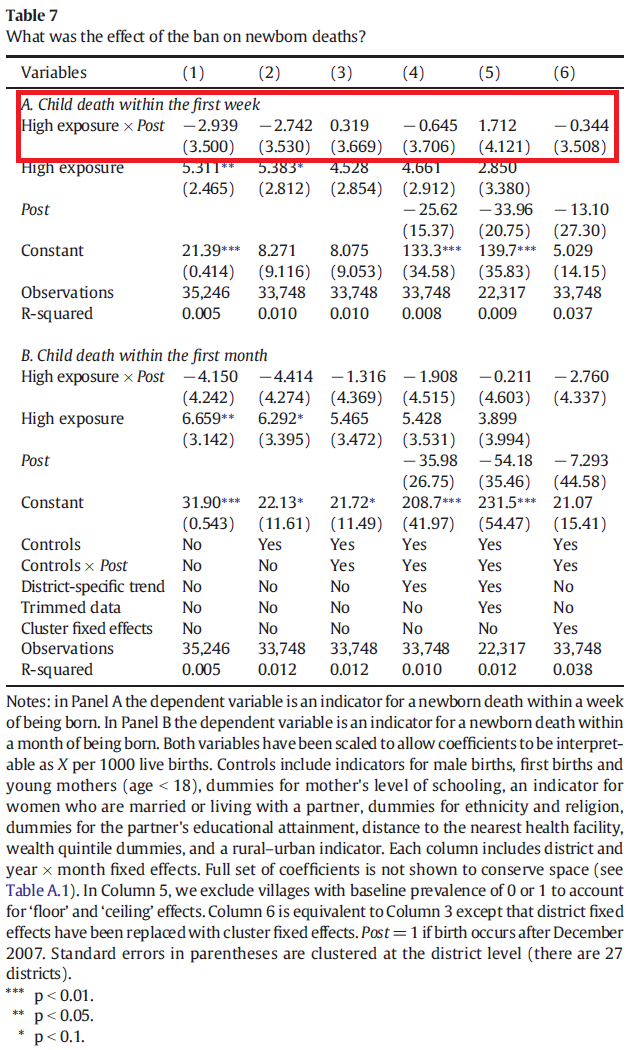 Table 7
What was the effect of the ban on newborn deaths?
Variables (1) (2) (3) (4) (5) (6)
A. Child death within the first week
High exposure × Post −2.939 −2.742 0.319 −0.645 1.712 −0.344
(3.500) (3.530) (3.669) (3.706) (4.121) (3.508)
High exposure 5.311** 5.383* 4.528 4.661 2.850
(2.465) (2.812) (2.854) (2.912) (3.380)
Post −25.62 −33.96 −13.10
(15.37) (20.75) (27.30)
Constant 21.39*** 8.271 8.075 133.3*** 139.7*** 5.029
(0.414) (9.116) (9.053) (34.58) (35.83) (14.15)
Observations 35,246 33,748 33,748 33,748 22,317 33,748
R-squared 0.005 0.010 0.010 0.008 0.009 0.037
B. Child death within the first month
High exposure × Post −4.150 −4.414 −1.316 −1.908 −0.211 −2.760
(4.242) (4.274) (4.369) (4.515) (4.603) (4.337)
High exposure 6.659** 6.292* 5.465 5.428 3.899
(3.142) (3.395) (3.472) (3.531) (3.994)
Post −35.98 −54.18 −7.293
(26.75) (35.46) (44.58)
Constant 31.90*** 22.13* 21.72* 208.7*** 231.5*** 21.07
(0.543) (11.61) (11.49) (41.97) (54.47) (15.41)
Controls No Yes Yes Yes Yes Yes
Controls × Post No No Yes Yes Yes Yes
District-specific trend No No No Yes Yes No
Trimmed data No No No No Yes No
Cluster fixed effects No No No No No Yes
Observations 35,246 33,748 33,748 33,748 22,317 33,748
R-squared 0.005 0.012 0.012 0.010 0.012 0.038
Notes: in Panel A the dependent variable is an indicator for a newborn death within a week
of being born. In Panel B the dependent variable is an indicator for a newborn death within
a month of being born. Both variables have been scaled to allow coefficients to be interpret-
able as X per 1000 live births. Controls include indicators for male births, first births and
young mothers (age < 18), dummies for mother's level of schooling, an indicator for
women who are married or living with a partner, dummies for ethnicity and religion,
dummies for the partner's educational attainment, distance to the nearest health facility,
wealth quintile dummies, and a rural–urban indicator. Each column includes district and
year × month fixed effects. Full set of coefficients is not shown to conserve space (see
Table A.1). In Column 5, we exclude villages with baseline prevalence of 0 or 1 to account
for 'floor' and 'ceiling' effects. Column 6 is equivalent to Column 3 except that district fixed
effects have been replaced with cluster fixed effects. Post = 1 if birth occurs after December
2007. Standard errors in parentheses are clustered at the district level (there are 27
districts).
*** p < 0.01.
** p < 0.05.
* p < 0.1.